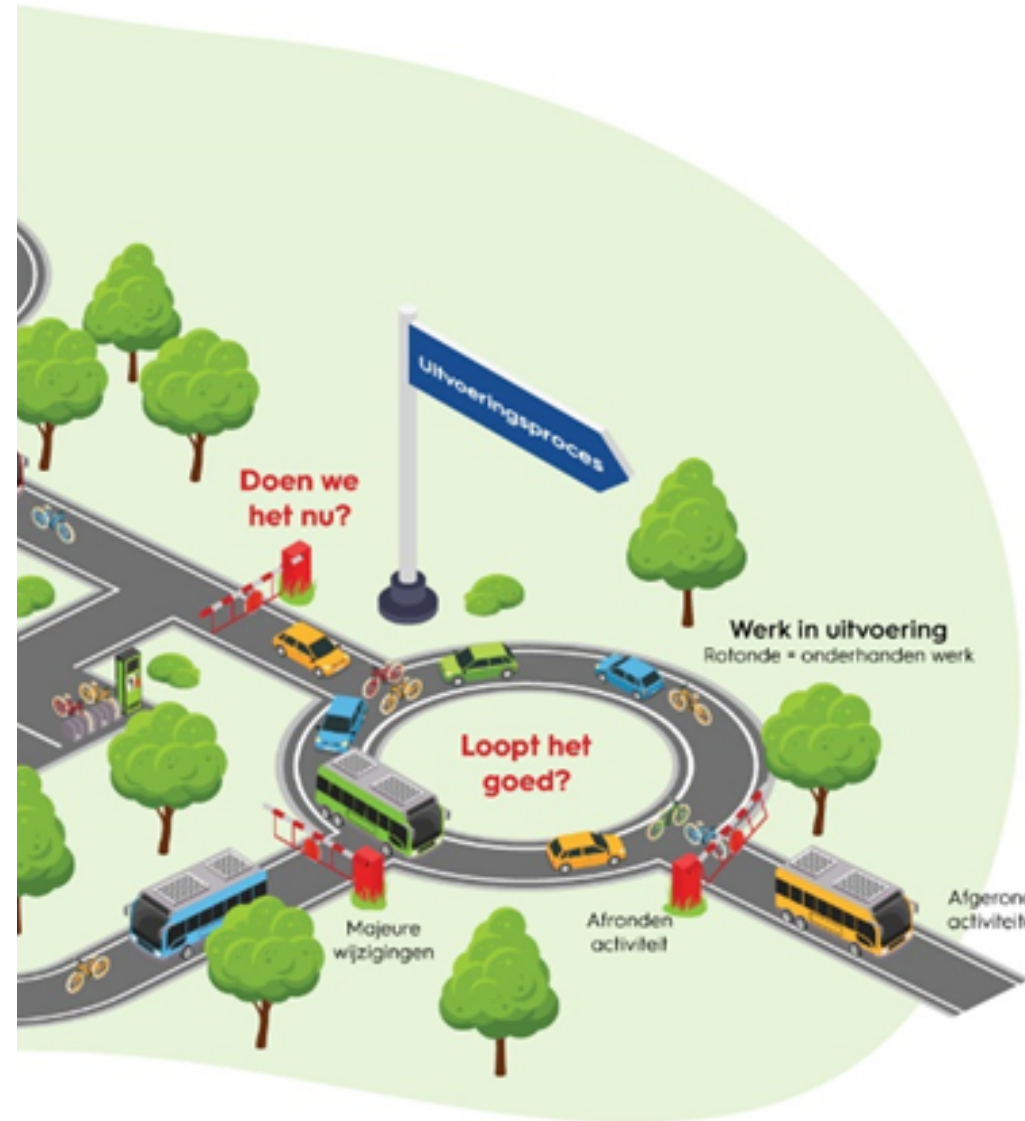 Uitvoeringsproces
Doen we
het nu?
Werk in uitvoering
Rotonde = onderhanden werk
Loopt het
goed?
Majeure
wijzigingen
Afronden
activiteit